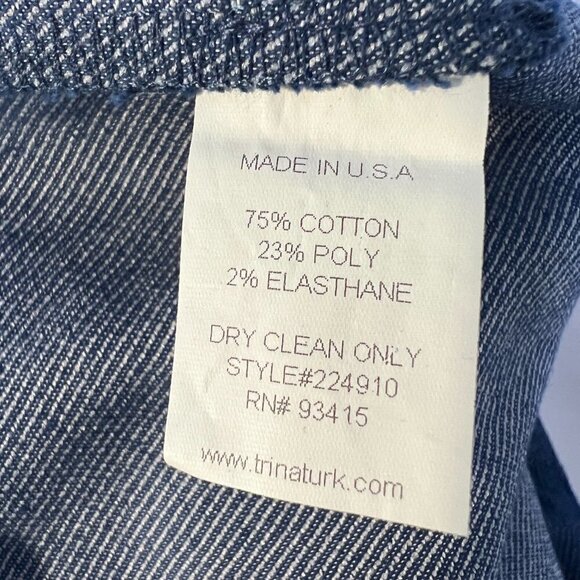 MADE IN U.S.A
75% COTTON
23% POLY
2% ELASTHANE
DRY CLEAN ONLY
STYLE#224910
RN# 93415
www.trinaturk.com